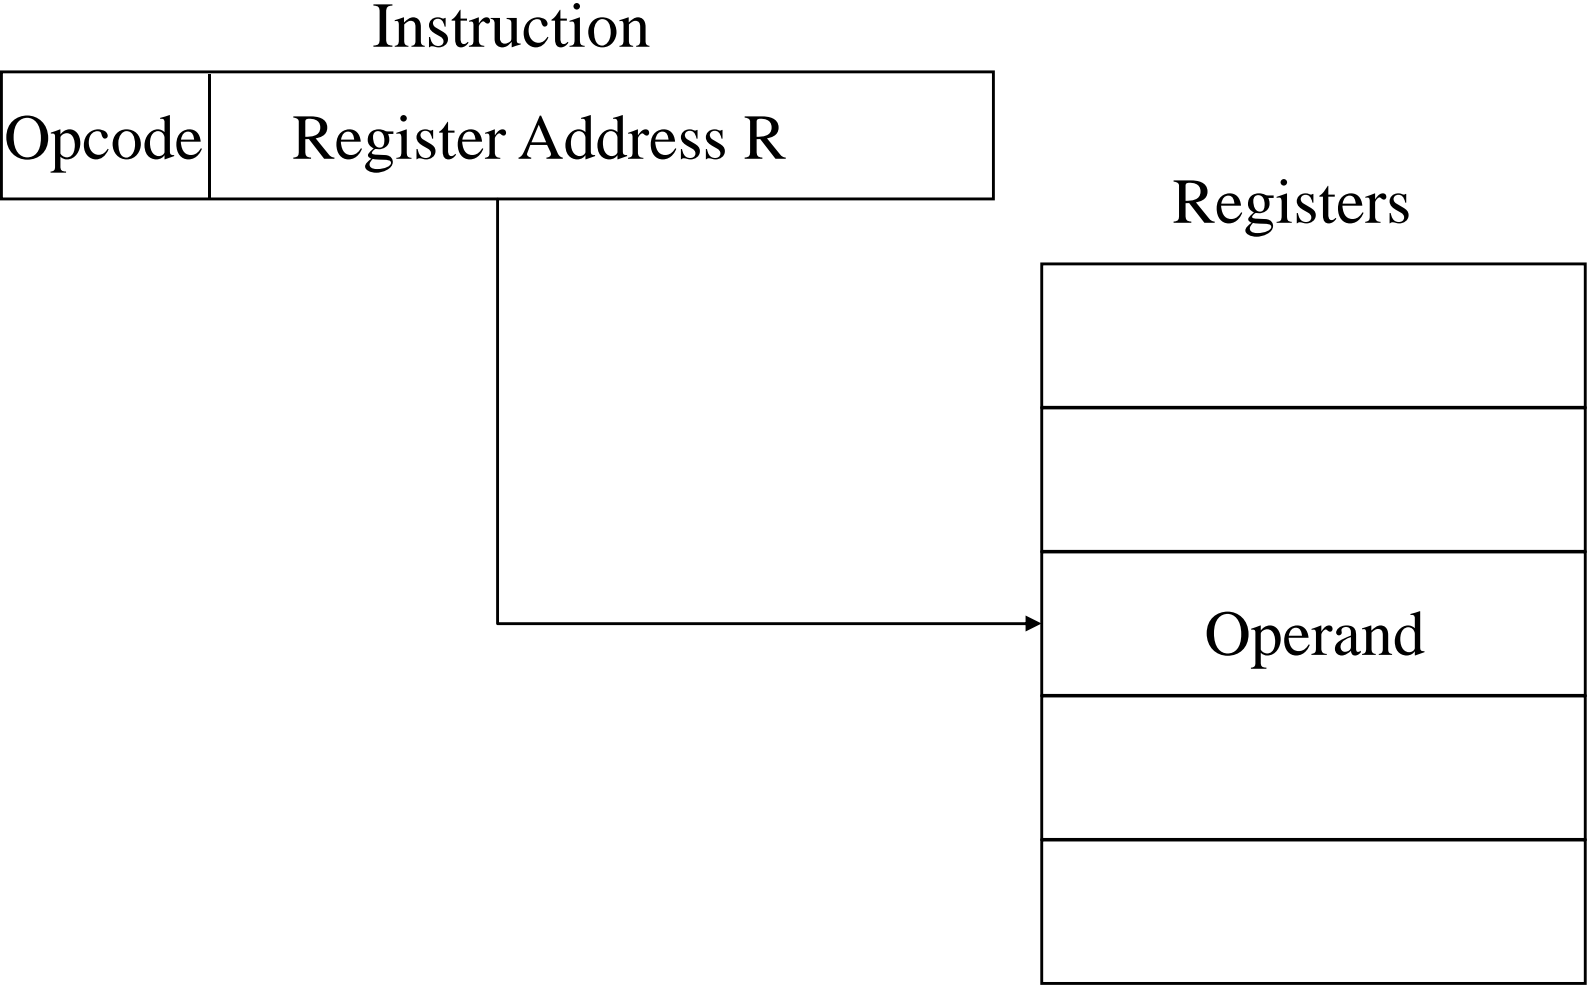 Instruction
Opcode
Register Address R
Registers
Operand